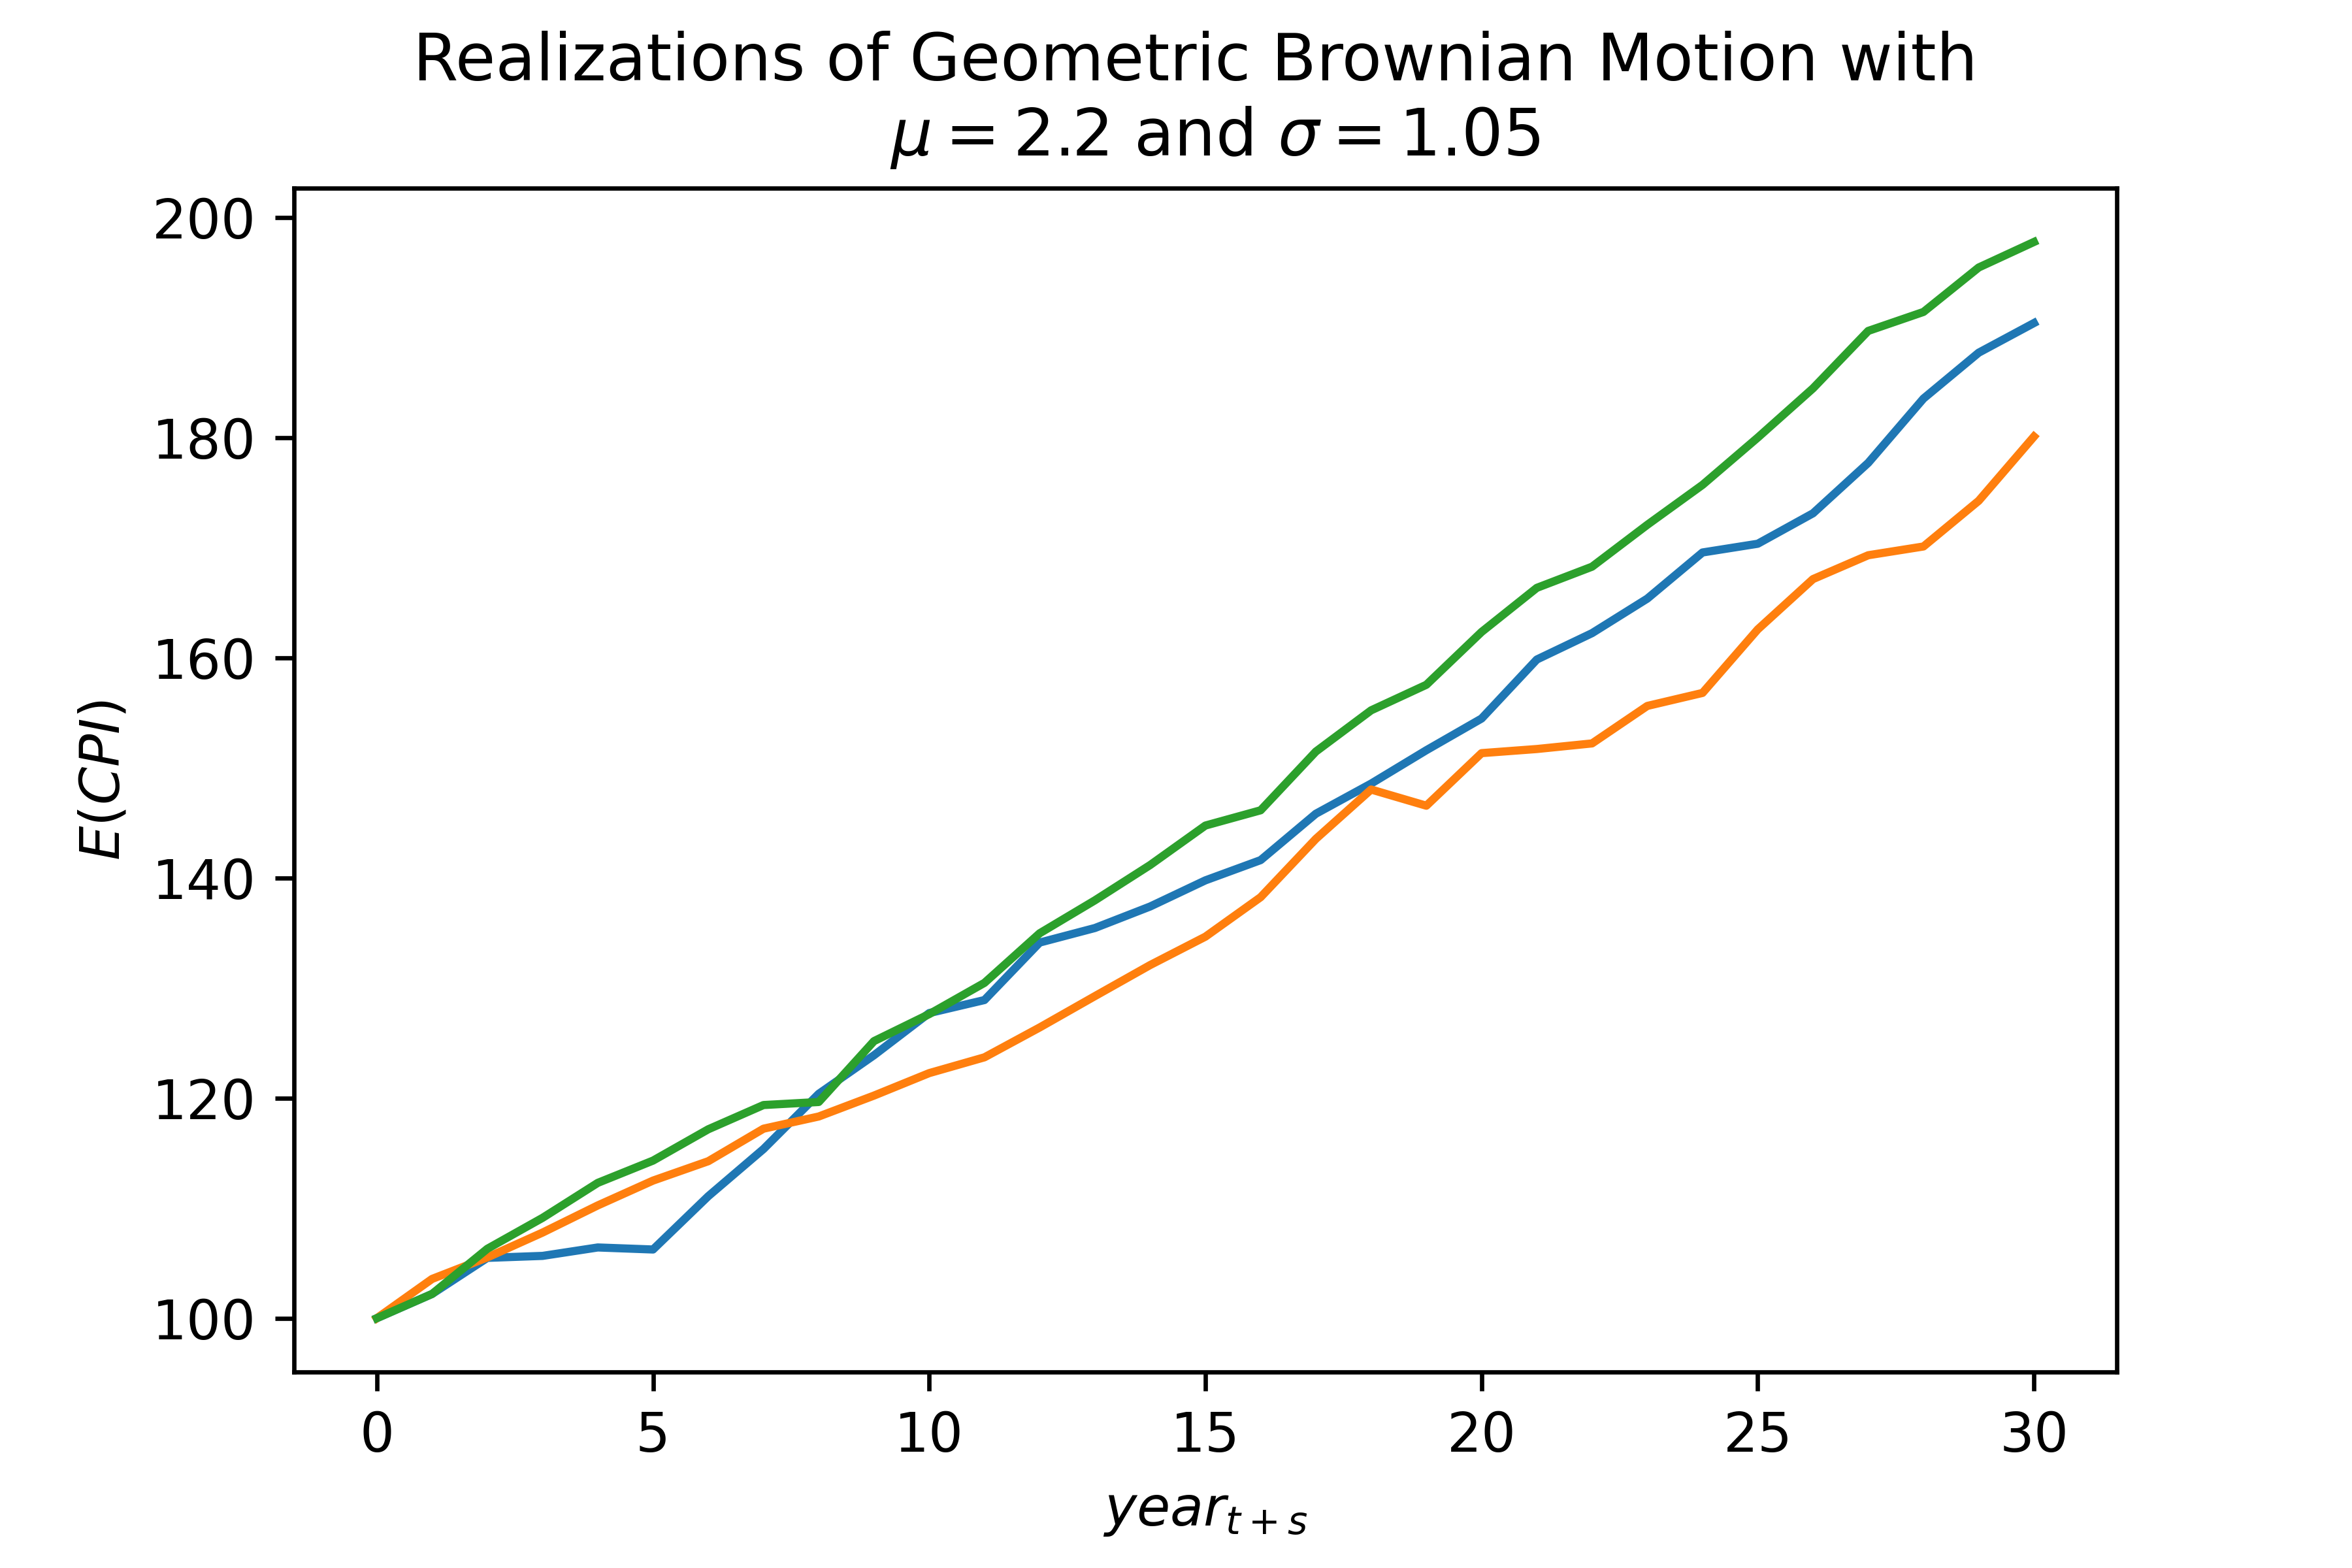 Realizations of Geometric Brownian Motion with
μ = 2.2 and σ = 1.05
200
180
160
140
120
100
E(CPI)
0 5 10 15 20 25 30
year_{t+s}